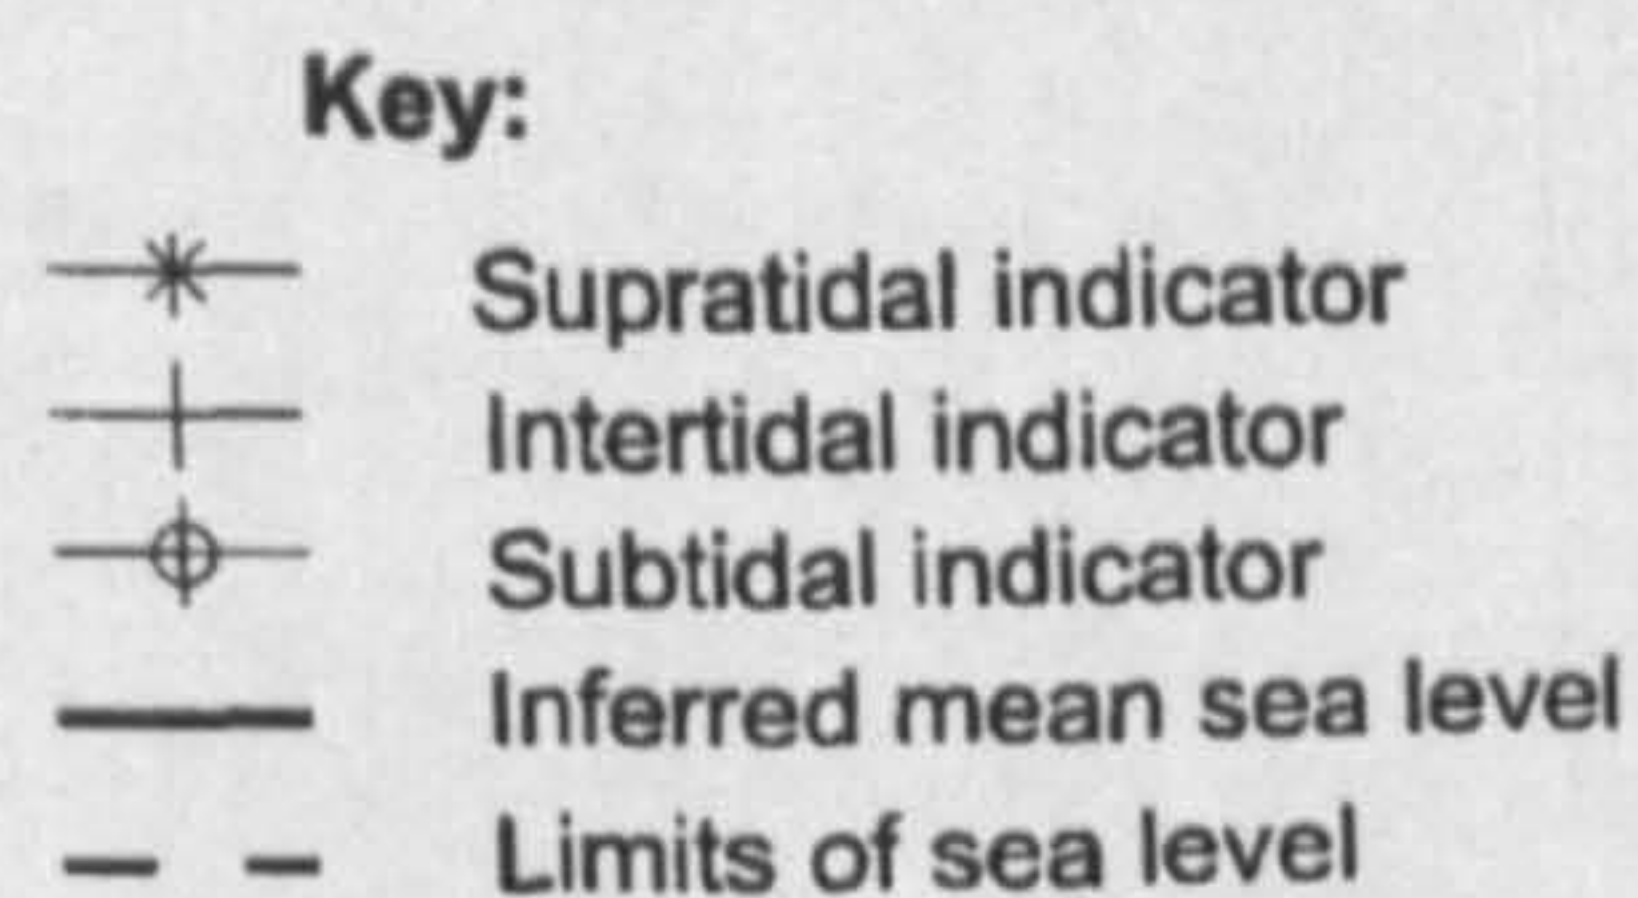 Key:
Supratidal indicator
Intertidal indicator
Subtidal indicator
Inferred mean sea level
Limits of sea level